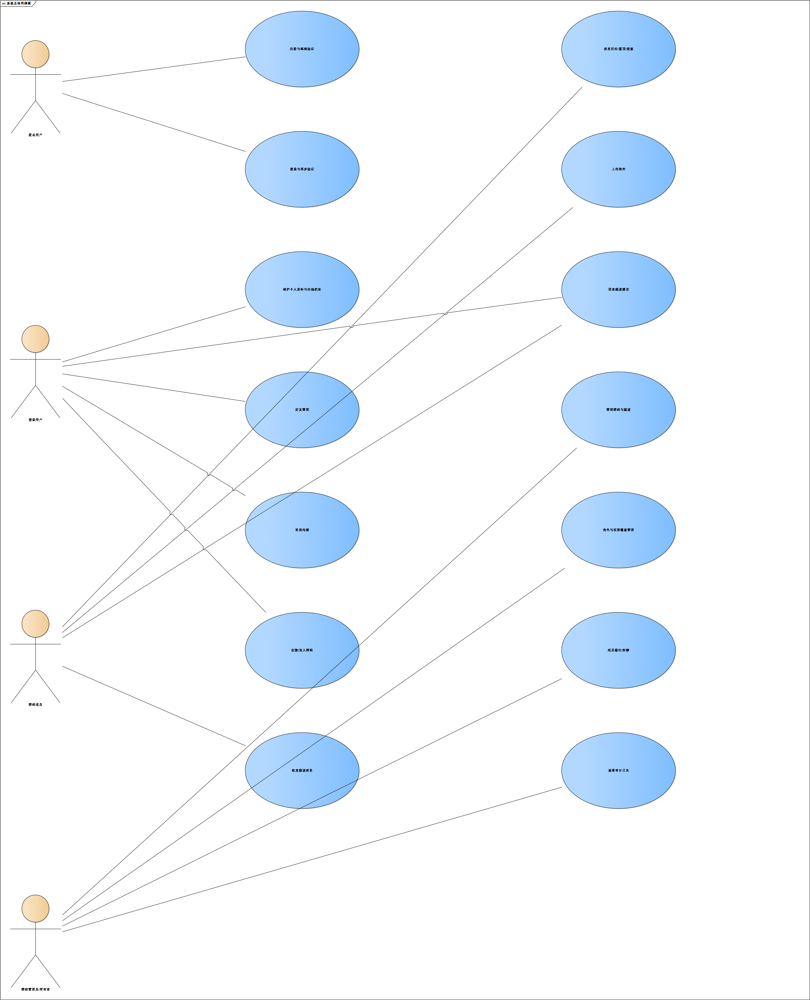 uc 系统总体用例图
注册与邮箱验证
消息回应/置顶/搜索
匿名用户
登录与两步验证
上传附件
维护个人资料与在线状态
语音频道通话
好友管理
管理群组与频道
登录用户
私信沟通
角色与权限覆盖管理
创建/加入群组
成员踢出/封禁
群组成员
收发频道消息
查看审计日志
群组管理员/所有者